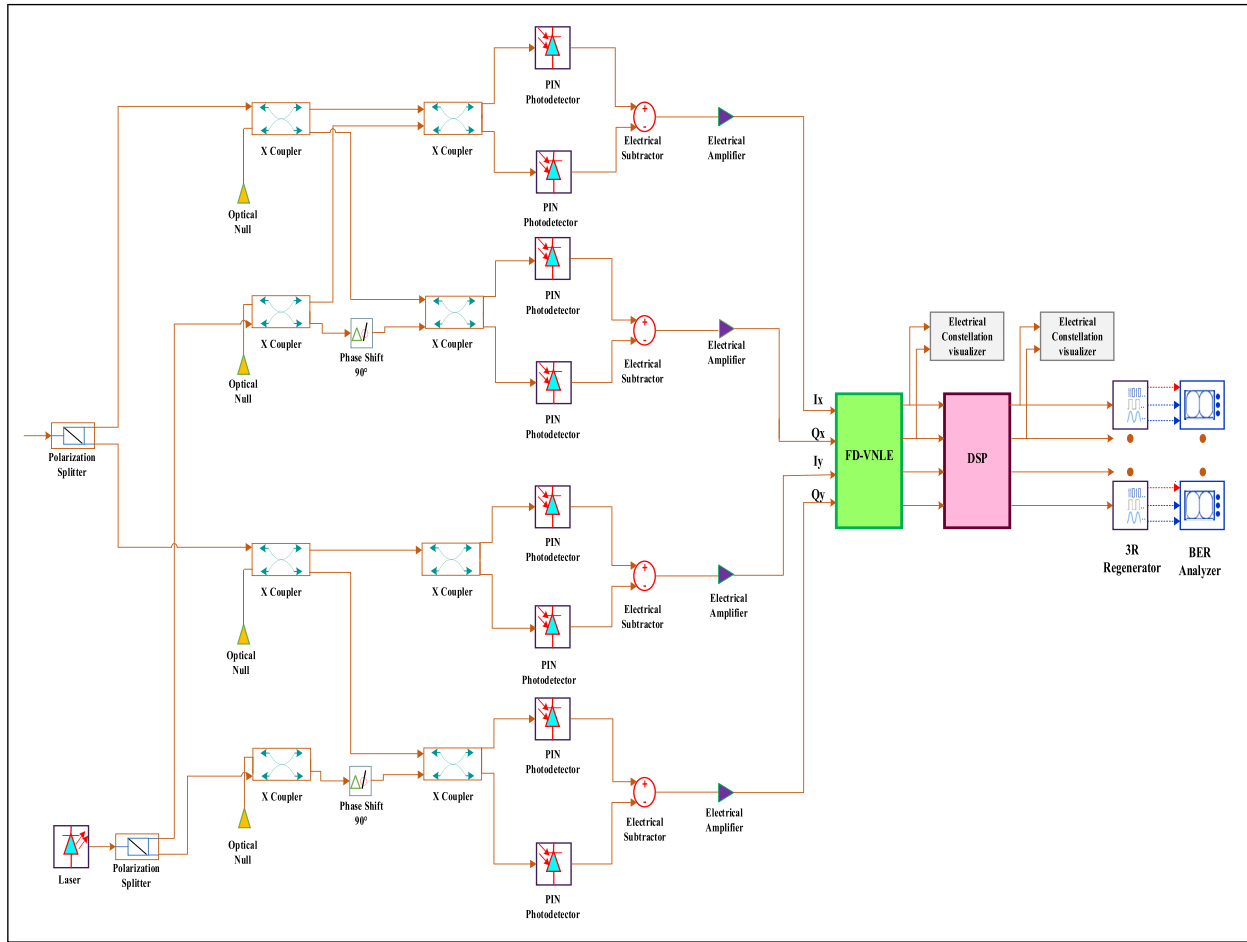 PIN
Photodetector
X Coupler
X Coupler
Electrical
Subtractor
Electrical
Amplifier
Optical
Null
PIN
Photodetector
PIN
Photodetector
X Coupler
Phase Shift
90°
X Coupler
Electrical
Subtractor
Electrical
Amplifier
Optical
Null
PIN
Photodetector
Electrical
Constellation
visualizer
Electrical
Constellation
visualizer
Ix
Qx
Iy
Qy
FD-VNLE
DSP
3R
Regenerator
BER
Analyzer
Polarization
Splitter
PIN
Photodetector
X Coupler
X Coupler
Electrical
Subtractor
Electrical
Amplifier
Optical
Null
PIN
Photodetector
PIN
Photodetector
X Coupler
Phase Shift
90°
X Coupler
Electrical
Subtractor
Electrical
Amplifier
Optical
Null
Laser
Polarization
Splitter
PIN
Photodetector
+
-
+
-
+
-
+
-